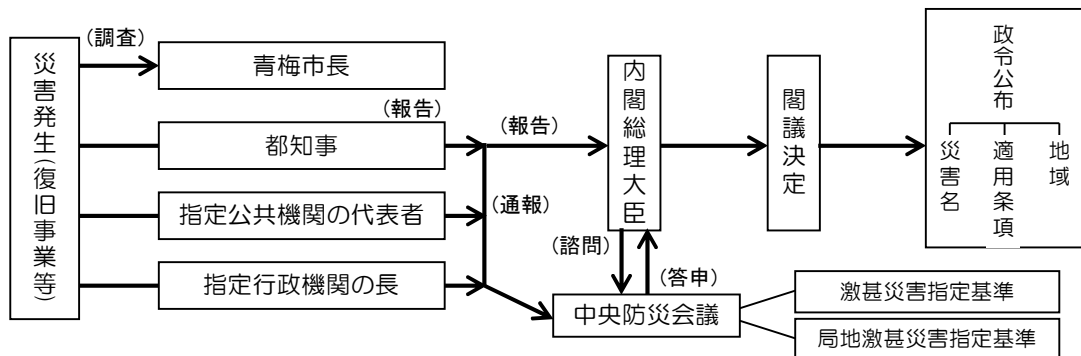 災害発生（復旧事業等）
（調査）
青梅市長
（報告）
都知事
指定公共機関の代表者
指定行政機関の長
（報告）
（通報）
内閣総理大臣
（諮問）
（答申）
中央防災会議
閣議決定
政令公布
災害名
適用条項
地域
激甚災害指定基準
局地激甚災害指定基準